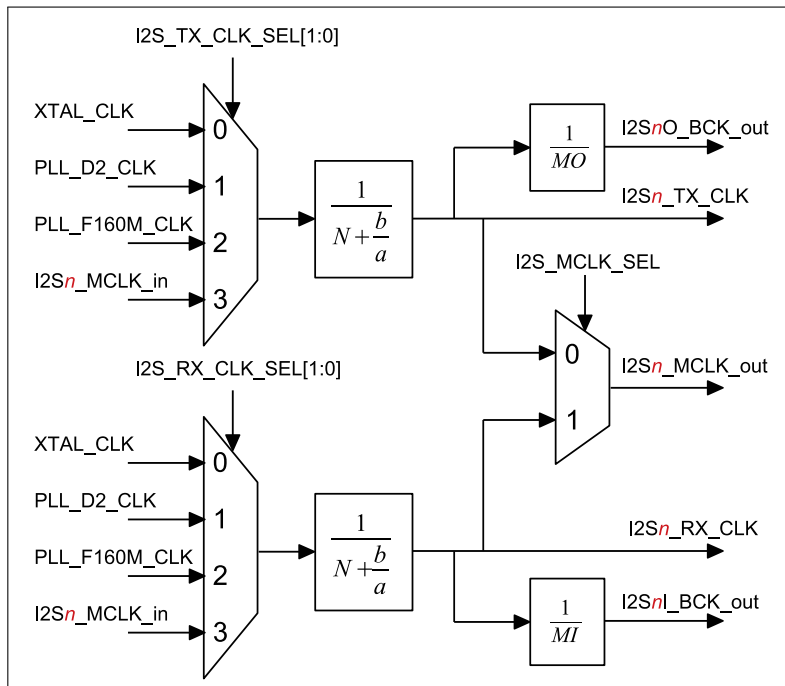 I2S_TX_CLK_SEL[1:0]
XTAL_CLK
0
PLL_D2_CLK
1
PLL_F160M_CLK
2
I2Sn_MCLK_in
3
1
N + b
a
1
MO
I2SnO_BCK_out
I2Sn_TX_CLK
I2S_MCLK_SEL
0
1
I2Sn_MCLK_out
I2S_RX_CLK_SEL[1:0]
XTAL_CLK
0
PLL_D2_CLK
1
PLL_F160M_CLK
2
I2Sn_MCLK_in
3
1
N + b
a
I2Sn_RX_CLK
1
MI
I2SnI_BCK_out